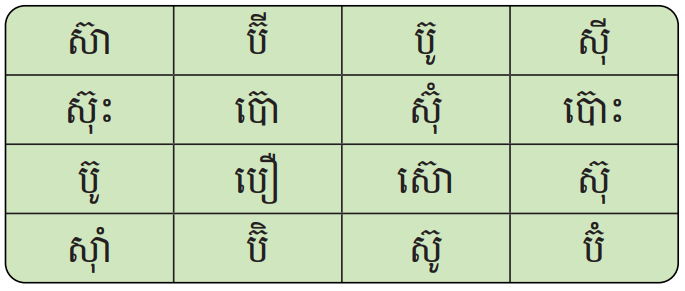 ស៊ា ប៊ី ប៊ូ ស៊ី
ស៊ុះ ប៊ោ ស៊ុំ ប៊ោះ
ប៊ូ បឿ ស៊ោ ស៊ុ
ស៊ាំ ប៊ិ ស៊ូ ប៊ំ